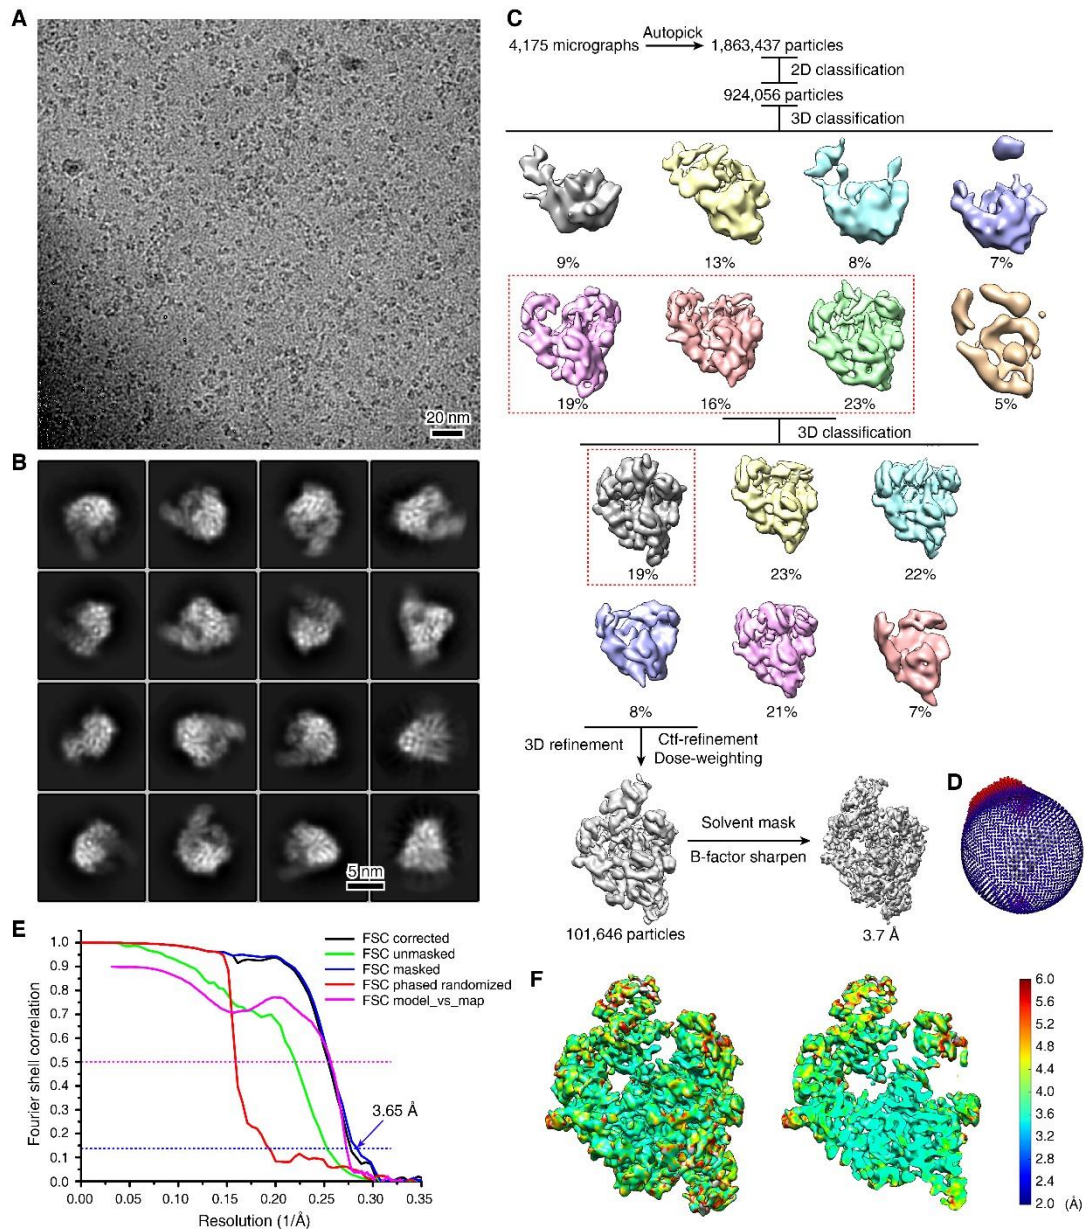 A
20 nm
B
5 nm
C
4,175 micrographs
Autopick
1,863,437 particles
2D classification
924,056 particles
3D classification
9%
13%
8%
7%
19%
16%
23%
5%
3D classification
19%
23%
22%
8%
21%
7%
3D refinement
Ctf-refinement
Dose-weighting
Solvent mask
B-factor sharpen
101,646 particles
3.7 Å
D
E
FSC corrected
FSC unmasked
FSC masked
FSC phased randomized
FSC model_vs_map
3.65 Å
Fourier shell correlation
1.0
0.9
0.8
0.7
0.6
0.5
0.4
0.3
0.2
0.1
0.0
0.00
0.05
0.10
0.15
0.20
0.25
0.30
0.35
Resolution (1/Å)
F
6.0
5.6
5.2
4.8
4.4
4.0
3.6
3.2
2.8
2.4
2.0
(Å)